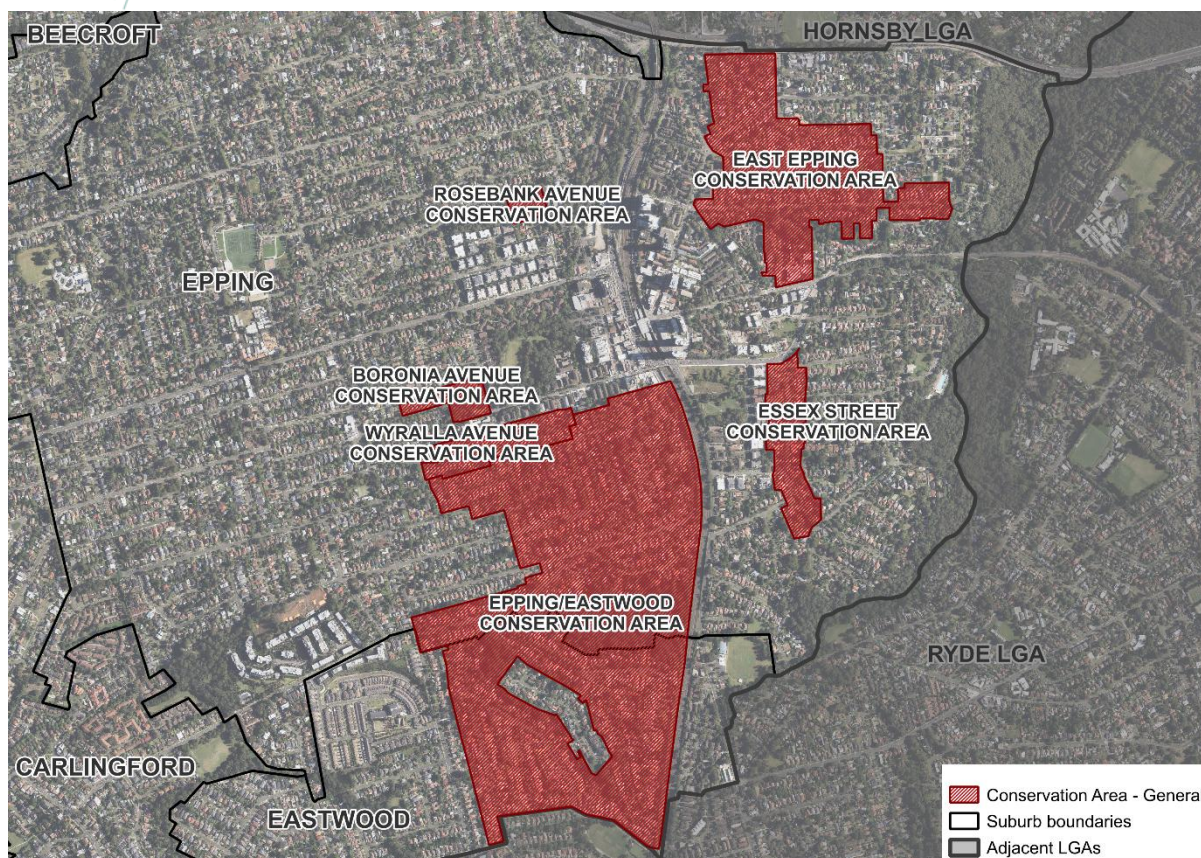 BEECROFT
HORNSBY LGA
EAST EPPING
CONSERVATION AREA
ROSEBANK AVENUE
CONSERVATION AREA
EPPING
BORONIA AVENUE
CONSERVATION AREA
ESSEX STREET
CONSERVATION AREA
WYRALLA AVENUE
CONSERVATION AREA
EPPING/EASTWOOD
CONSERVATION AREA
RYDE LGA
CARLINGFORD
EASTWOOD
Conservation Area - Genera
Suburb boundaries
Adjacent LGAs